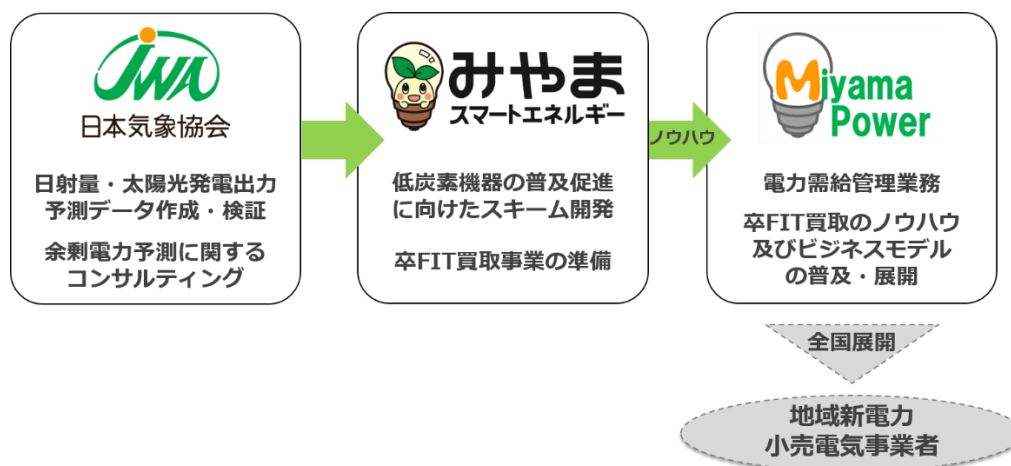 JWA
日本気象協会
日射量・太陽光発電出力
予測データ作成・検証
余剰電力予測に関する
コンサルティング
みやま
スマートエネルギー
低炭素機器の普及促進
に向けたスキーム開発
卒FIT買取事業の準備
ノウハウ
Miyama
Power
電力需給管理業務
卒FIT買取のノウハウ
及びビジネスモデル
の普及・展開
全国展開
地域新電力
小売電気事業者